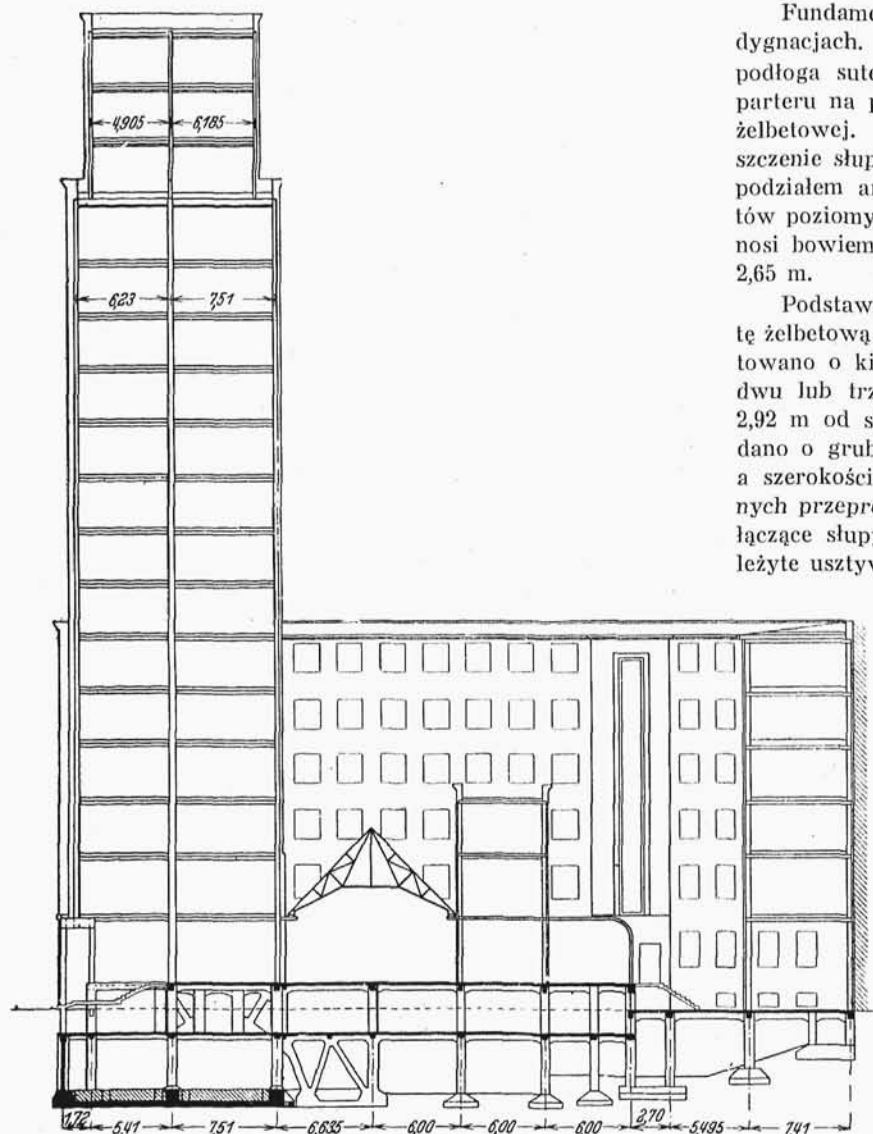 Fundame
dygnacjach.
podłoga sute
parteru na p
żelbetowej.
szczenie słup
podziałem ar
tów poziomy
nosi bowiem
2,65 m.
Podstaw
tę żelbetową
towano o ki
dwu lub trz
2,92 m od s
dano o grub
a szerokości
nych przepro
łączące słup
leżyte usztyv
4,905 6,185
6,23 7,51
1,72 5,41 7,51 6,635 6,00 6,00 6,00 2,70 5,495 7,41